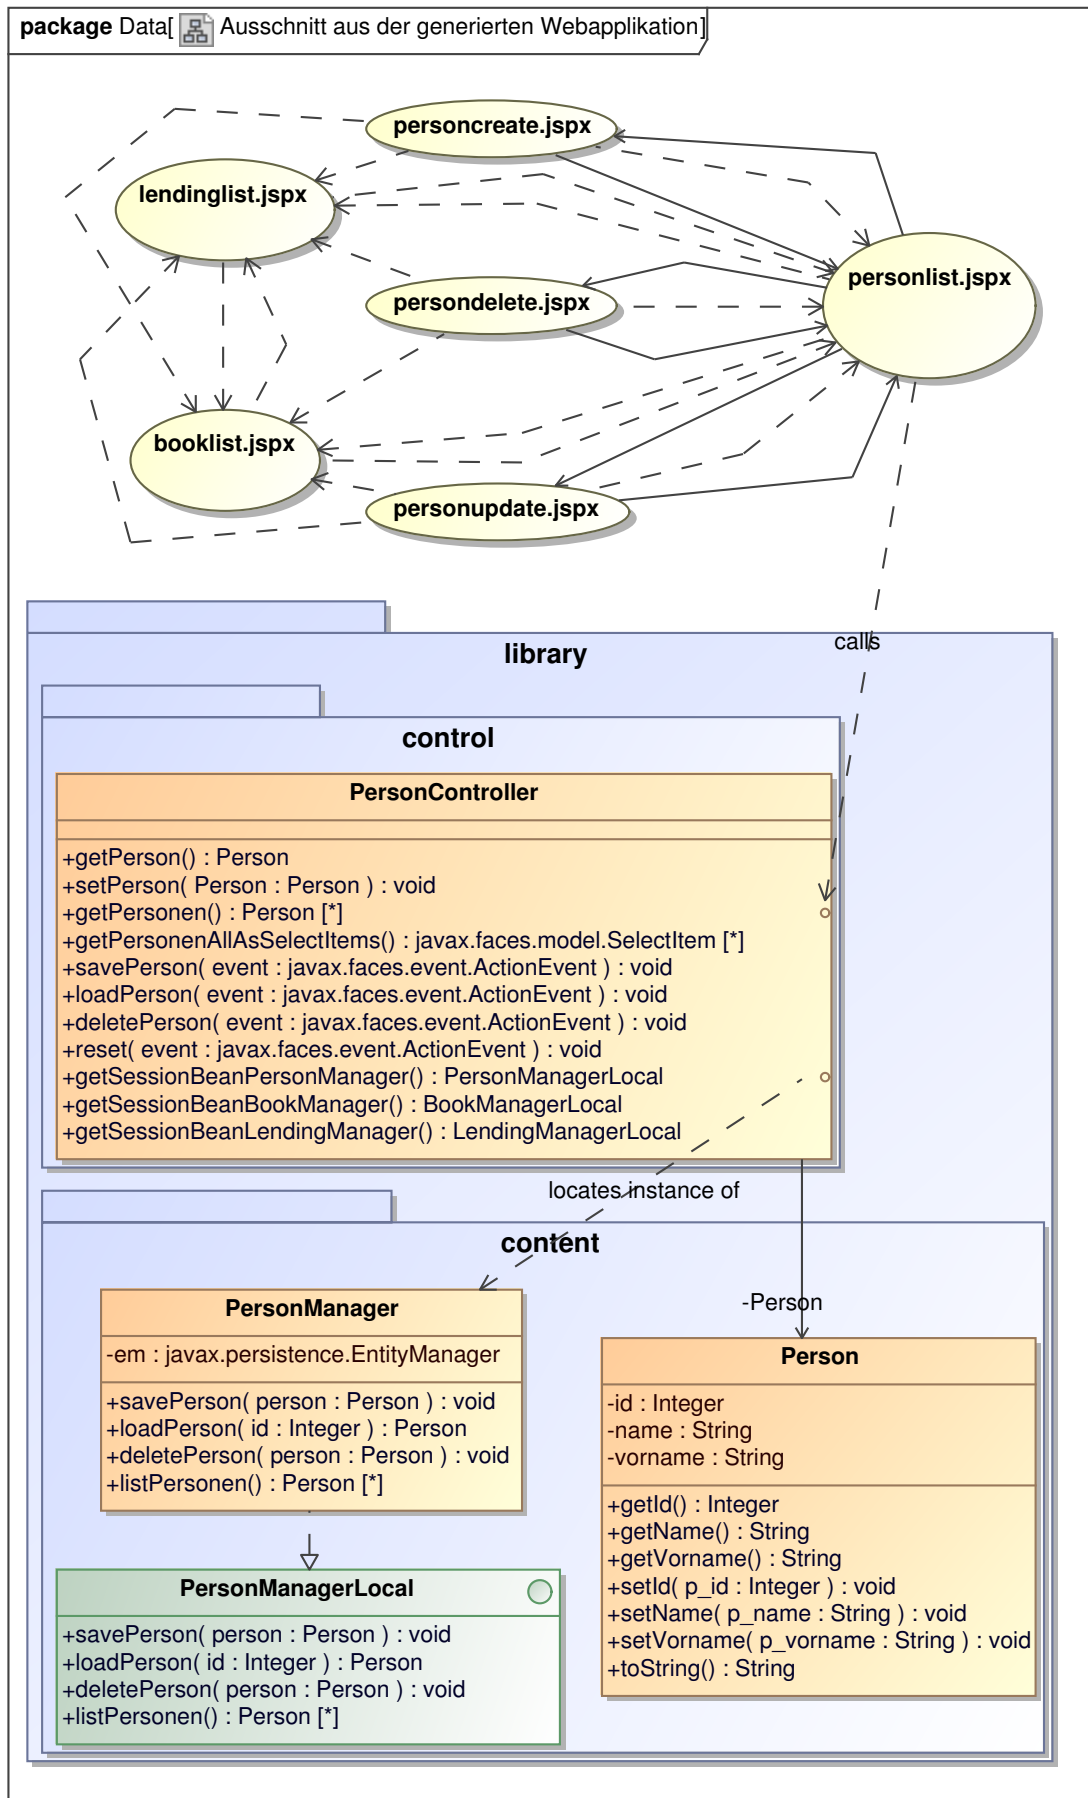 package Data[ Ausschnitt aus der generierten Webapplikation]
personcreate.jspx
lendinglist.jspx
personlist.jspx
persondelete.jspx
booklist.jspx
personupdate.jspx
calls
library
control
PersonController
+getPerson() : Person
+setPerson( Person : Person ) : void
+getPersonen() : Person [*]
+getPersonenAllAsSelectItems() : javax.faces.model.SelectItem [*]
+savePerson( event : javax.faces.event.ActionEvent ) : void
+loadPerson( event : javax.faces.event.ActionEvent ) : void
+deletePerson( event : javax.faces.event.ActionEvent ) : void
+reset( event : javax.faces.event.ActionEvent ) : void
+getSessionBeanPersonManager() : PersonManagerLocal
+getSessionBeanBookManager() : BookManagerLocal
+getSessionBeanLendingManager() : LendingManagerLocal
locates instance of
content
PersonManager
-em : javax.persistence.EntityManager
+savePerson( person : Person ) : void
+loadPerson( id : Integer ) : Person
+deletePerson( person : Person ) : void
+listPersonen() : Person [*]
-Person
Person
-id : Integer
-name : String
-vorname : String
+getId() : Integer
+getName() : String
+getVorname() : String
+setId( p_id : Integer ) : void
+setName( p_name : String ) : void
+setVorname( p_vorname : String ) : void
+toString() : String
PersonManagerLocal
+savePerson( person : Person ) : void
+loadPerson( id : Integer ) : Person
+deletePerson( person : Person ) : void
+listPersonen() : Person [*]